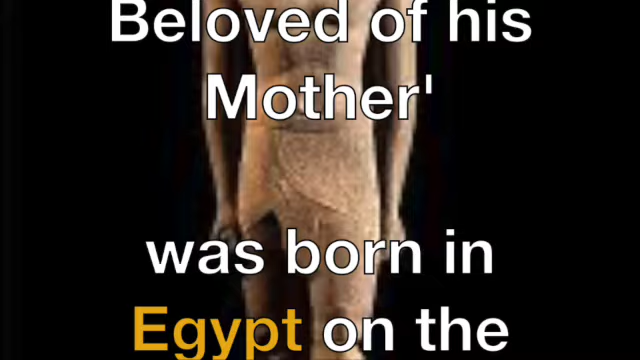 Beloved of his
Mother'
was born in
Egypt on the